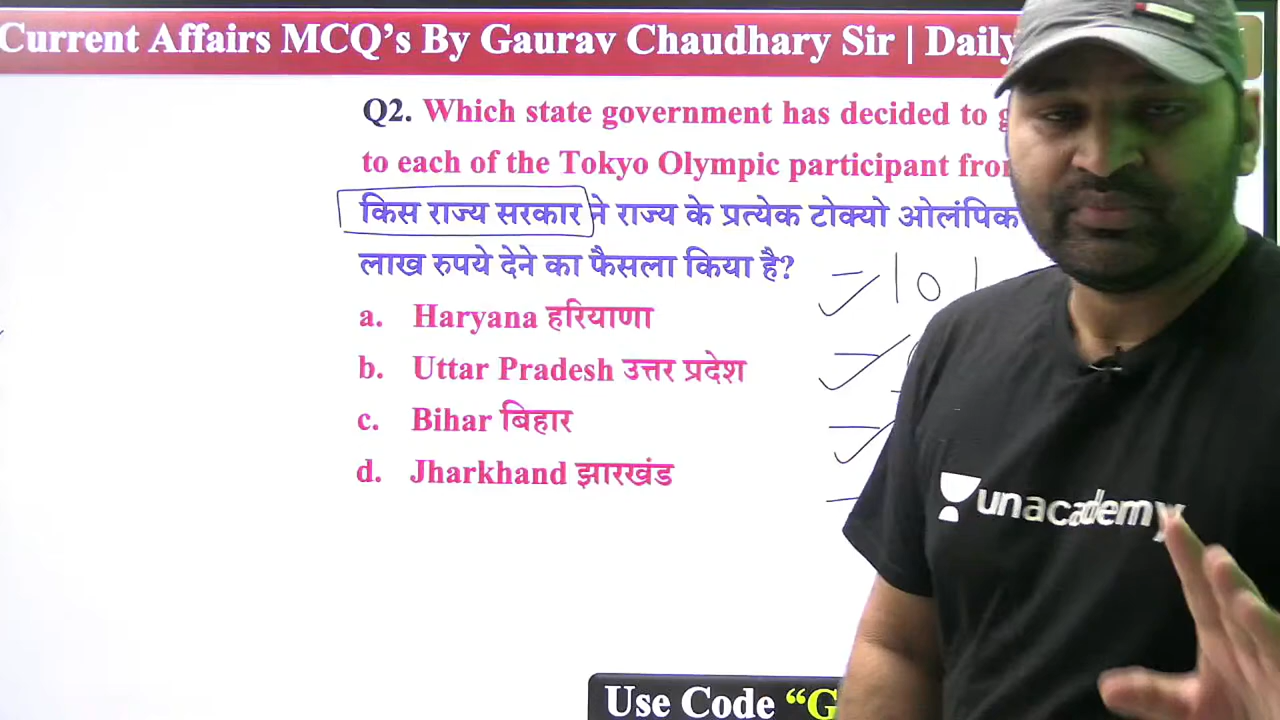 Current Affairs MCQ’s By Gaurav Chaudhary Sir | Daily
Q2. Which state government has decided to
to each of the Tokyo Olympic participant
किस राज्य सरकार ने राज्य के प्रत्येक टोक्यो ओलंपिक
लाख रुपये देने का फैसला किया है?
a. Haryana हरियाणा
b. Uttar Pradesh उत्तर प्रदेश
c. Bihar बिहार
d. Jharkhand झारखंड
unacademy
Use Code